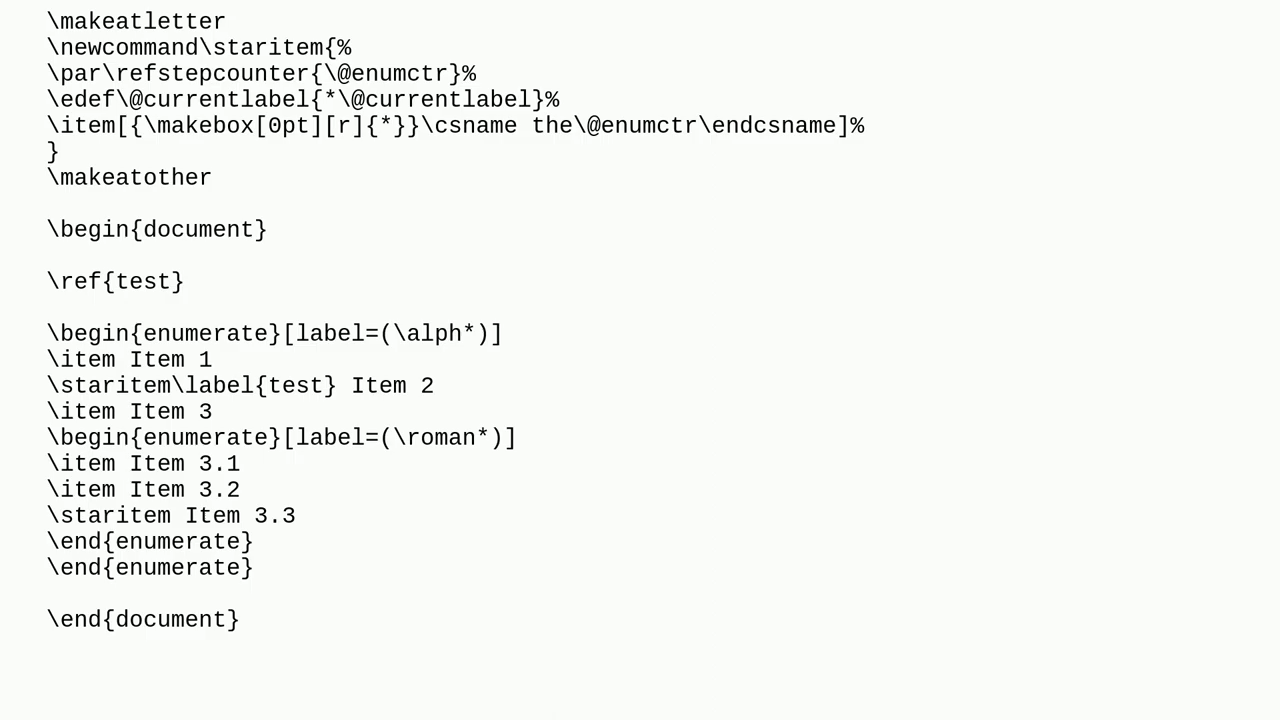 \makeatletter
\newcommand\staritem{%
\par\refstepcounter{\@enumctr}%
\edef\@currentlabel{*\@currentlabel}%
\item[{\makebox[0pt][r]{*}}\csname the\@enumctr\endcsname]%
}
\makeatother

\begin{document}

\ref{test}

\begin{enumerate}[label=(\alph*)]
\item Item 1
\staritem\label{test} Item 2
\item Item 3
\begin{enumerate}[label=(\roman*)]
\item Item 3.1
\item Item 3.2
\staritem Item 3.3
\end{enumerate}
\end{enumerate}

\end{document}